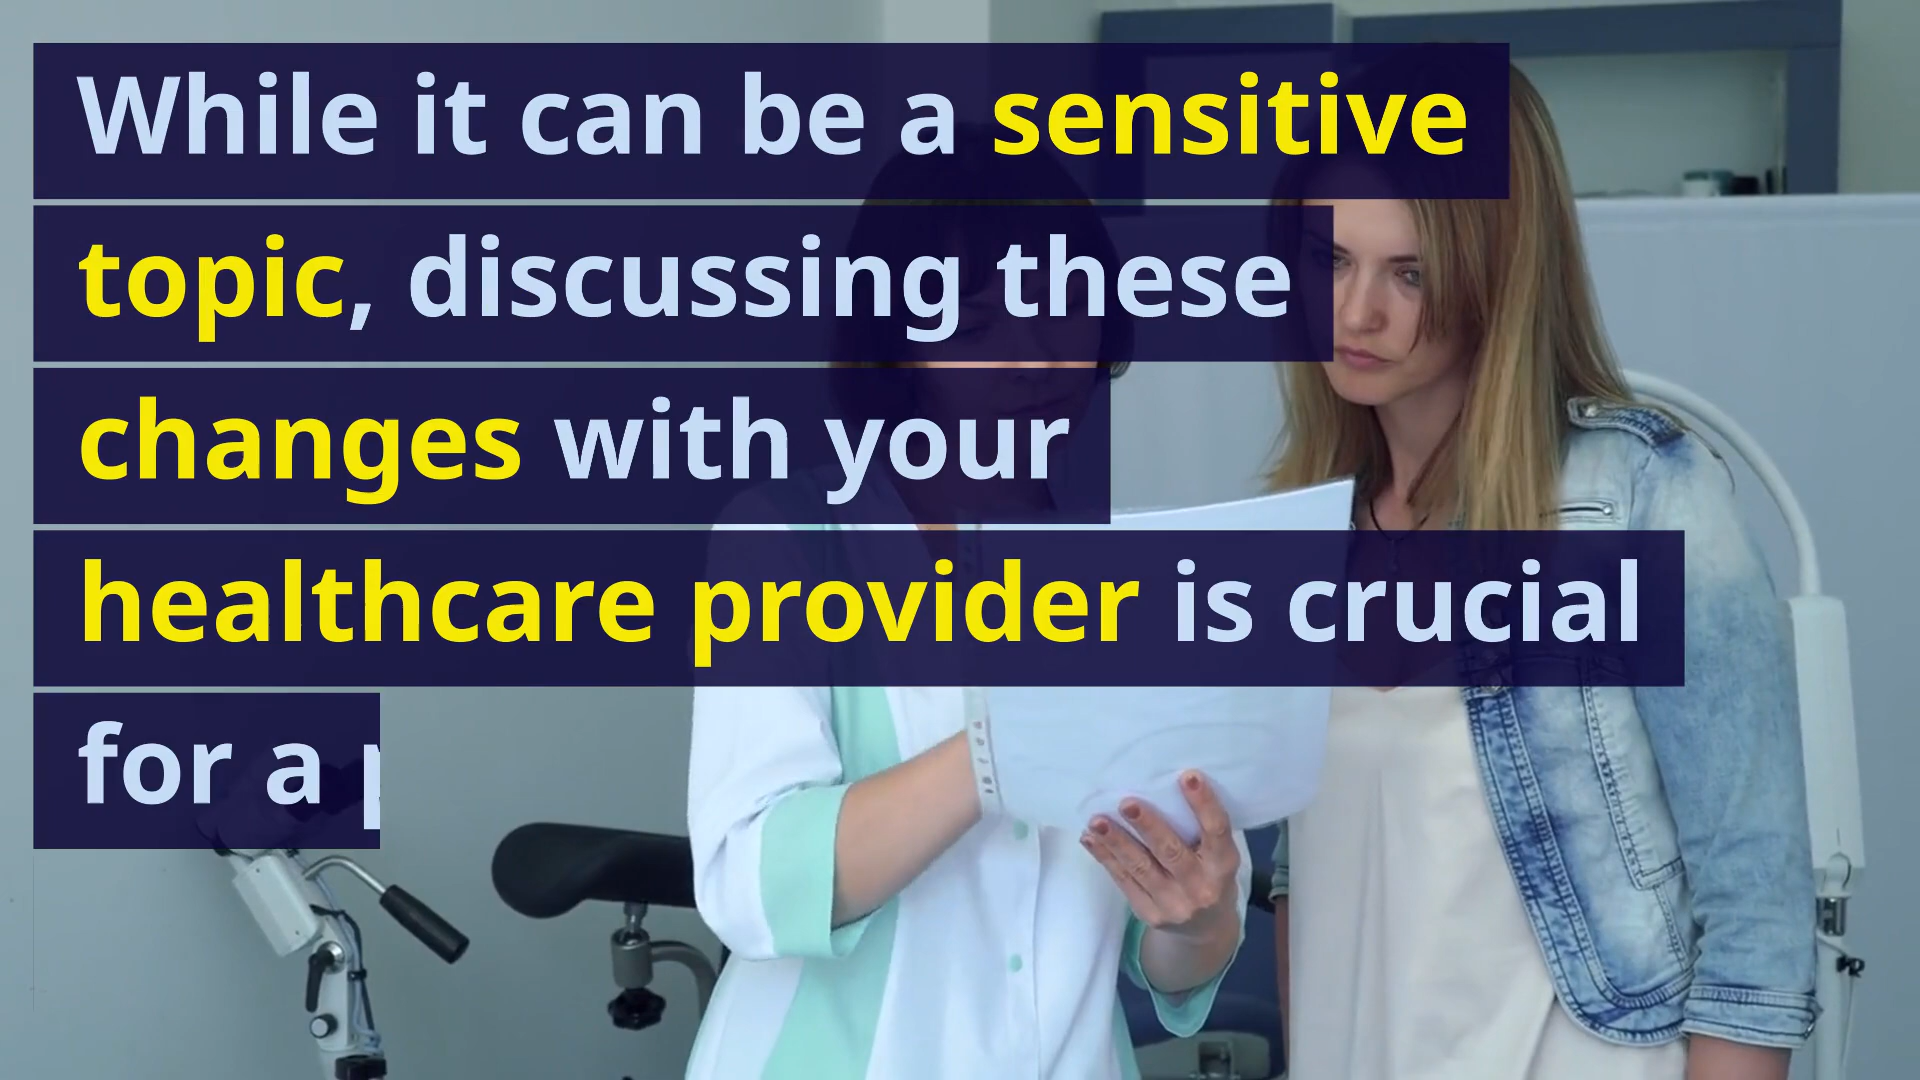 While it can be a sensitive
topic, discussing these
changes with your
healthcare provider is crucial
for a